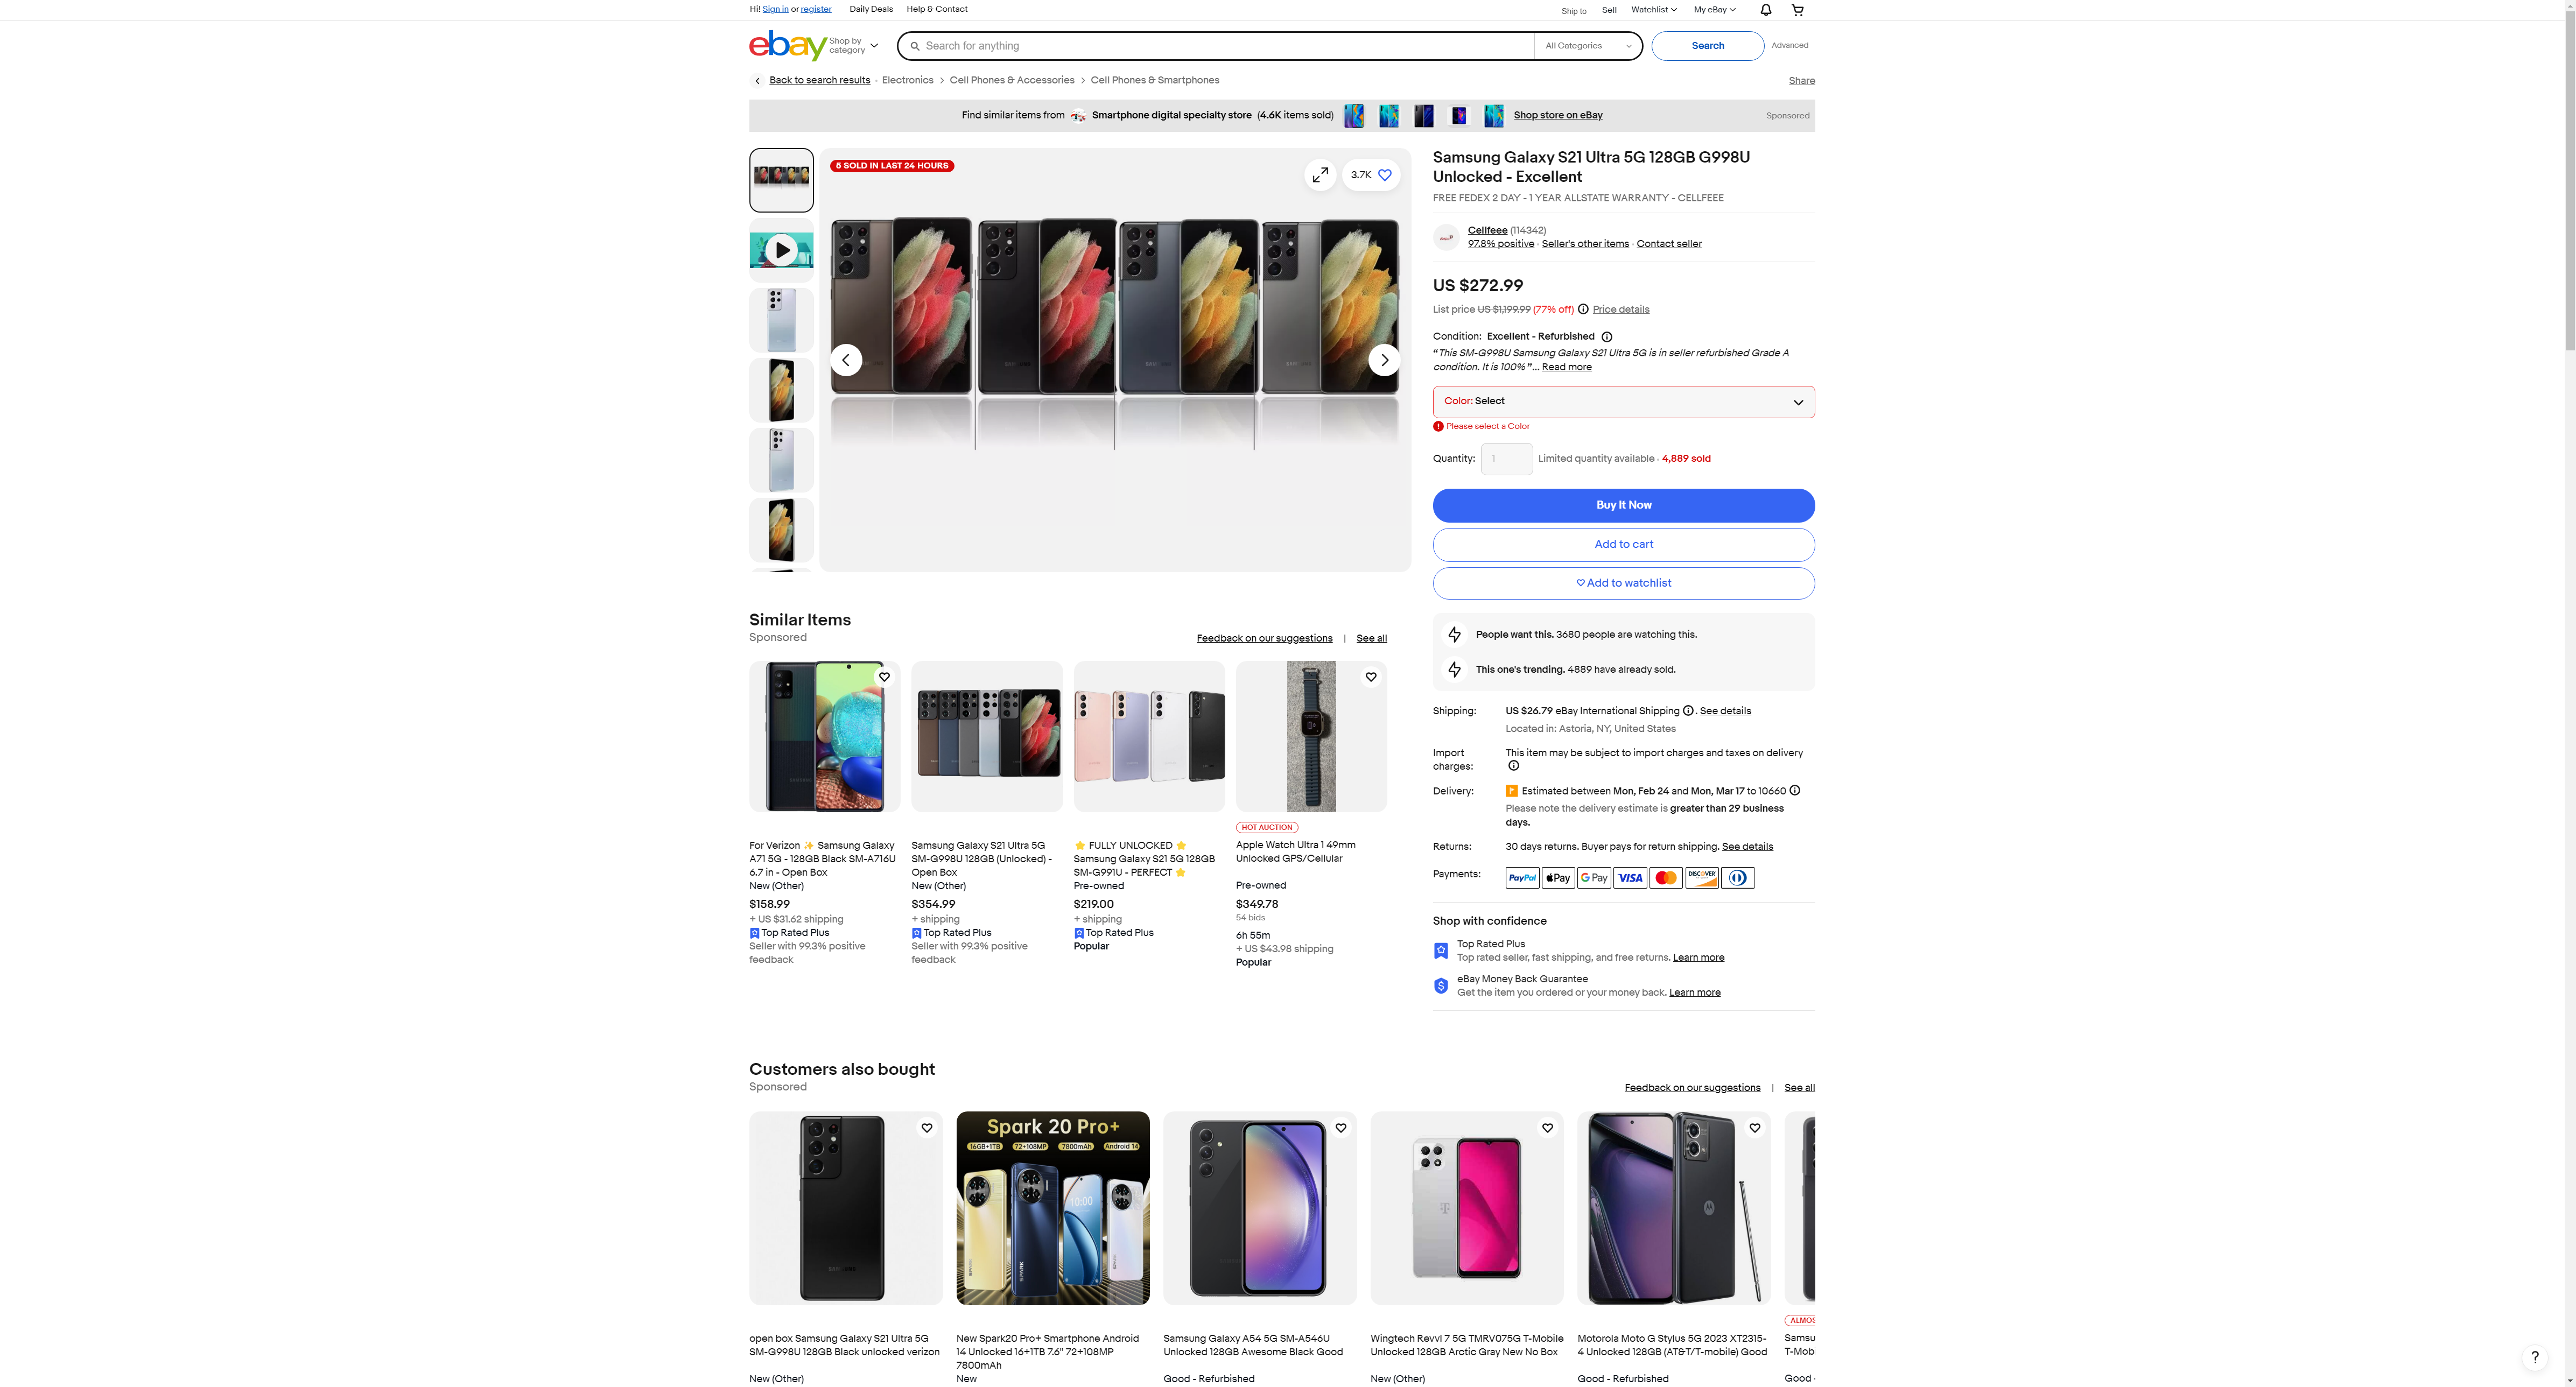 Hi! Sign in or register
Daily Deals
Help & Contact
Ship to
Sell
Watchlist
My eBay
ebay
Shop by
category
Search for anything
All Categories
Search
Advanced
Back to search results
Electronics
Cell Phones & Accessories
Cell Phones & Smartphones
Share
Find similar items from Smartphone digital specialty store (4.6K items sold) Shop store on eBay
Sponsored
5 SOLD IN LAST 24 HOURS
3.7K
Samsung Galaxy S21 Ultra 5G 128GB G998U
Unlocked - Excellent
FREE FEDEX 2 DAY - 1 YEAR ALLSTATE WARRANTY - CELLFEEE
Cellfeee (114342)
97.8% positive · Seller's other items · Contact seller
US $272.99
List price US $1,199.99 (77% off) Price details
Condition: Excellent - Refurbished
“This SM-G998U Samsung Galaxy S21 Ultra 5G is in seller refurbished Grade A
condition. It is 100%”... Read more
Color: Select
Please select a Color
Quantity: 1 Limited quantity available · 4,889 sold
Buy It Now
Add to cart
Add to watchlist
People want this. 3680 people are watching this.
This one's trending. 4889 have already sold.
Shipping: US $26.79 eBay International Shipping . See details
Located in: Astoria, NY, United States
Import
charges:
This item may be subject to import charges and taxes on delivery
Delivery: Estimated between Mon, Feb 24 and Mon, Mar 17 to 10660
Please note the delivery estimate is greater than 29 business
days.
Returns: 30 days returns. Buyer pays for return shipping. See details
Payments: PayPal Apple Pay G Pay VISA DISCOVER
Shop with confidence
Top Rated Plus
Top rated seller, fast shipping, and free returns. Learn more
eBay Money Back Guarantee
Get the item you ordered or your money back. Learn more
Similar Items
Sponsored
Feedback on our suggestions | See all
For Verizon ✨ Samsung Galaxy
A71 5G - 128GB Black SM-A716U
6.7 in - Open Box
New (Other)
$158.99
+ US $31.62 shipping
Top Rated Plus
Seller with 99.3% positive
feedback
Samsung Galaxy S21 Ultra 5G
SM-G998U 128GB (Unlocked) -
Open Box
New (Other)
$354.99
+ shipping
Top Rated Plus
Seller with 99.3% positive
feedback
⭐ FULLY UNLOCKED ⭐
Samsung Galaxy S21 5G 128GB
SM-G991U - PERFECT ⭐
Pre-owned
$219.00
+ shipping
Top Rated Plus
Popular
HOT AUCTION
Apple Watch Ultra 1 49mm
Unlocked GPS/Cellular
Pre-owned
$349.78
54 bids
6h 55m
+ US $43.98 shipping
Popular
Customers also bought
Sponsored
Feedback on our suggestions | See all
open box Samsung Galaxy S21 Ultra 5G
SM-G998U 128GB Black unlocked verizon
New (Other)
Spark 20 Pro+
16GB+1TB 72+108MP 7800mAh Android 14
New Spark20 Pro+ Smartphone Android
14 Unlocked 16+1TB 7.6" 72+108MP
7800mAh
New
Samsung Galaxy A54 5G SM-A546U
Unlocked 128GB Awesome Black Good
Good - Refurbished
Wingtech Revvl 7 5G TMRV075G T-Mobile
Unlocked 128GB Arctic Gray New No Box
New (Other)
Motorola Moto G Stylus 5G 2023 XT2315-
4 Unlocked 128GB (AT&T/T-mobile) Good
Good - Refurbished
ALMOS
Samsu
T-Mobi
Good -
?